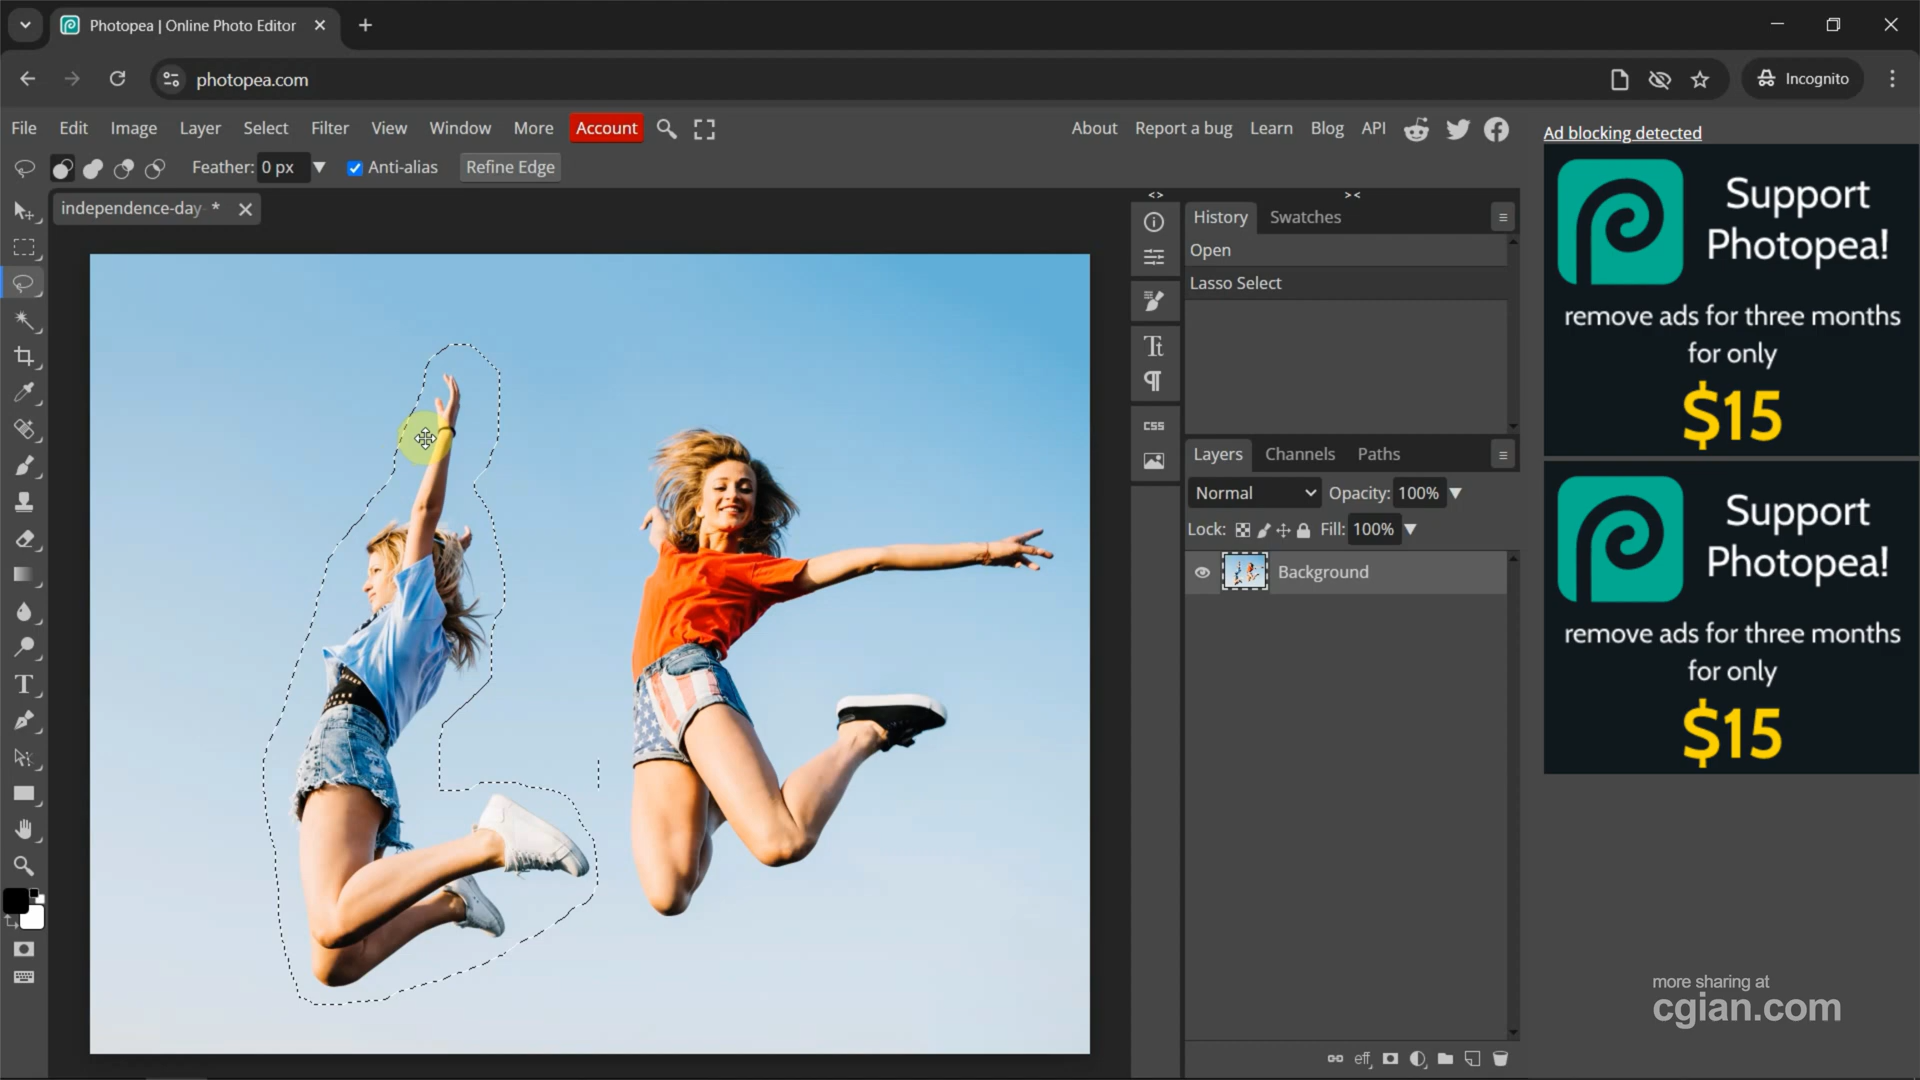 Photopea | Online Photo Editor
photopea.com
Incognito
File Edit Image Layer Select Filter View Window More Account
About Report a bug Learn Blog API
Feather: 0 px Anti-alias Refine Edge
independence-day *
History Swatches
Open
Lasso Select
CSS
Layers Channels Paths
Normal Opacity: 100%
Lock: Fill: 100%
Background
eff
Ad blocking detected
Support
Photopea!
remove ads for three months
for only
$15
Support
Photopea!
remove ads for three months
for only
$15
more sharing at
cgian.com